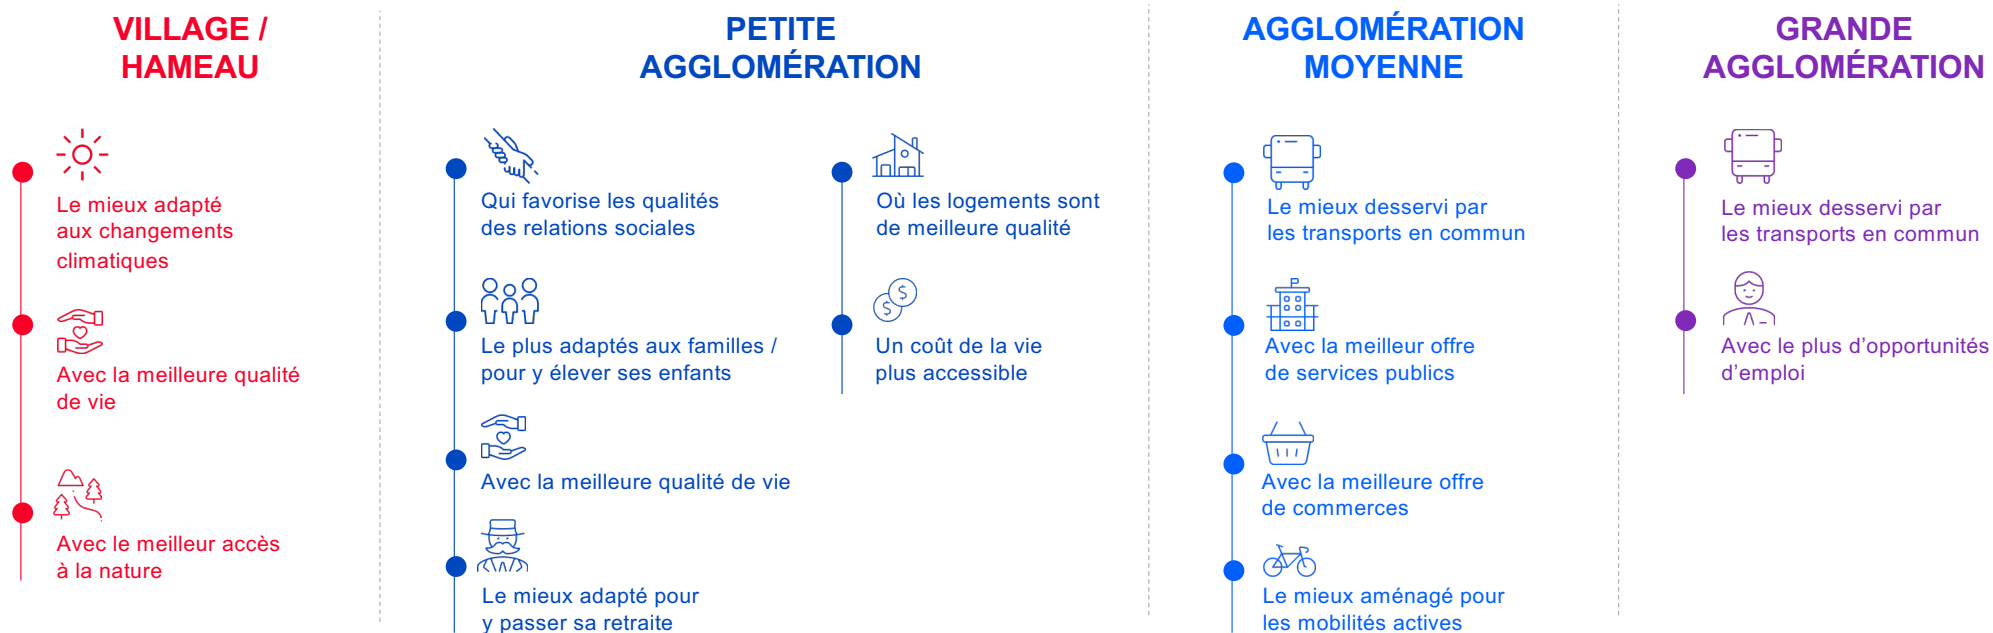 VILLAGE /
HAMEAU
Le mieux adapté
aux changements
climatiques
Avec la meilleure qualité
de vie
Avec le meilleur accès
à la nature
PETITE
AGGLOMÉRATION
Qui favorise les qualités
des relations sociales
Le plus adaptés aux familles /
pour y élever ses enfants
Avec la meilleure qualité de vie
Le mieux adapté pour
y passer sa retraite
Où les logements sont
de meilleure qualité
$
$
Un coût de la vie
plus accessible
AGGLOMÉRATION
MOYENNE
Le mieux desservi par
les transports en commun
Avec la meilleur offre
de services publics
Avec la meilleure offre
de commerces
Le mieux aménagé pour
les mobilités actives
GRANDE
AGGLOMÉRATION
Le mieux desservi par
les transports en commun
Avec le plus d’opportunités
d’emploi